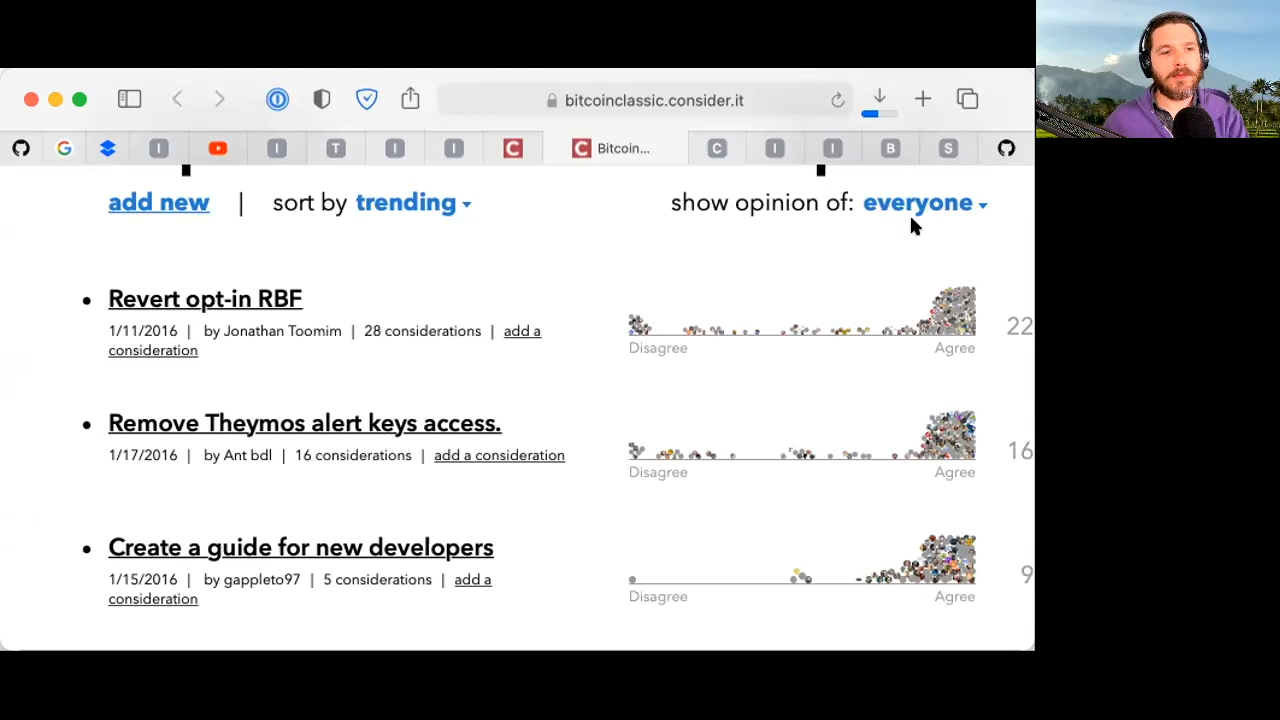 bitcoinclassic.consider.it
I
I
T
I
I
C
C Bitcoin...
C
I
I
B
S
add new | sort by trending
show opinion of: everyone
Revert opt-in RBF
1/11/2016 | by Jonathan Toomim | 28 considerations | add a
consideration
Disagree
Agree
22
Remove Theymos alert keys access.
1/17/2016 | by Ant bdl | 16 considerations | add a consideration
Disagree
Agree
16
Create a guide for new developers
1/15/2016 | by gappleto97 | 5 considerations | add a
consideration
Disagree
Agree
9